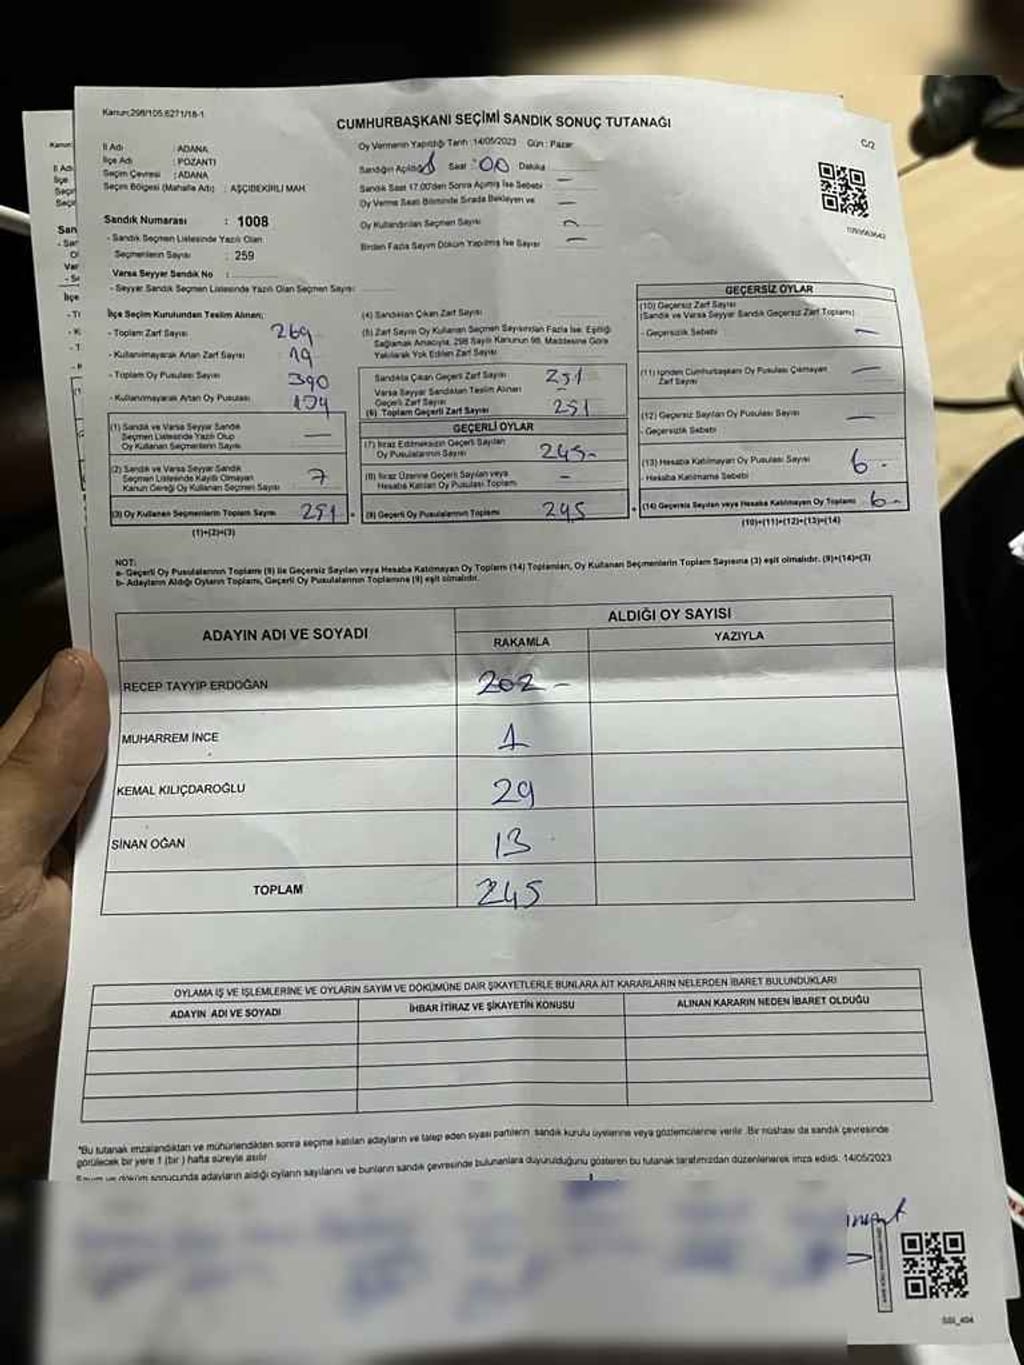 Kanun:298/105,6271/18-1
CUMHURBAŞKANI SEÇİMİ SANDIK SONUÇ TUTANAĞI
C/2
İl Adı : ADANA
İlçe Adı : POZANTI
Seçim Çevresi : ADANA
Seçim Bölgesi (Mahalle Adı) : AŞÇIBEKİRLİ MAH.
Sandık Numarası : 1008
- Sandık Seçmen Listesinde Yazılı Olan
Seçmenlerin Sayısı : 259
Varsa Seyyar Sandık No :
- Seyyar Sandık Seçmen Listesinde Yazılı Olan Seçmen Sayısı
Oy Vermenin Yapıldığı Tarih : 14/05/2023 Gün : Pazar
Sandığın Açıldığı Saat : 00 Dakika
Sandık Saat 17.00'den Sonra Açılmış İse Sebebi —
Oy Verme Saati Bitiminde Sırada Bekleyen ve —
Oy Kullandırılan Seçmen Sayısı
Birden Fazla Sayım Döküm Yapılmış İse Sayısı —
İlçe Seçim Kurulundan Teslim Alınan;
- Toplam Zarf Sayısı 269
- Kullanılmayarak Artan Zarf Sayısı 19
- Toplam Oy Pusulası Sayısı 390
- Kullanılmayarak Artan Oy Pusulası
(1) Sandık ve Varsa Seyyar Sandık
Seçmen Listesinde Yazılı Olup
Oy Kullanan Seçmenlerin Sayısı —
(2) Sandık ve Varsa Seyyar Sandık
Seçmen Listesinde Kayıtlı Olmayan
Kanun Gereği Oy Kullanan Seçmen Sayısı 7
(3) Oy Kullanan Seçmenlerin Toplam Sayısı 251
(1)+(2)=(3)
(4) Sandıktan Çıkan Zarf Sayısı
(5) Zarf Sayısı Oy Kullanan Seçmen Sayısından Fazla İse, Eşitliği
Sağlamak Amacıyla, 298 Sayılı Kanunun 98. Maddesine Göre
Yakılarak Yok Edilen Zarf Sayısı
Sandıkta Çıkan Geçerli Zarf Sayısı 251
Varsa Seyyar Sandıktan Teslim Alınan
Geçerli Zarf Sayısı –
(6) Toplam Geçerli Zarf Sayısı 251
GEÇERLİ OYLAR
(7) İtiraz Edilmeksizin Geçerli Sayılan
Oy Pusulalarının Sayısı 245-
(8) İtiraz Üzerine Geçerli Sayılan veya
Hesaba Katılan Oy Pusulası Toplamı –
(9) Geçerli Oy Pusulalarının Toplamı 245
GEÇERSİZ OYLAR
(10) Geçersiz Zarf Sayısı
(Sandık ve Varsa Seyyar Sandık Geçersiz Zarf Toplamı)
- Geçersizlik Sebebi : —
(11) İçinden Cumhurbaşkanı Oy Pusulası Çıkmayan
Zarf Sayısı —
(12) Geçersiz Sayılan Oy Pusulası Sayısı —
- Geçersizlik Sebebi :
(13) Hesaba Katılmayan Oy Pusulası Sayısı 6 -
- Hesaba Katılmama Sebebi
(14) Geçersiz Sayılan veya Hesaba Katılmayan Oy Toplamı 6-
(10)+(11)+(12)+(13)=(14)
NOT:
a- Geçerli Oy Pusulalarının Toplamı (9) ile Geçersiz Sayılan veya Hesaba Katılmayan Oy Toplamı (14) Toplamları, Oy Kullanan Seçmenlerin Toplam Sayısına (3) eşit olmalıdır. (9)+(14)=(3)
b- Adayların Aldığı Oyların Toplamı, Geçerli Oy Pusulalarının Toplamına (9) eşit olmalıdır.
ADAYIN ADI VE SOYADI
ALDIĞI OY SAYISI
RAKAMLA YAZIYLA
RECEP TAYYİP ERDOĞAN 202 -
MUHARREM İNCE 1
KEMAL KILIÇDAROĞLU 29
SİNAN OĞAN 13
TOPLAM 245
OYLAMA İŞ VE İŞLEMLERİNE VE OYLARIN SAYIM VE DÖKÜMÜNE DAİR ŞİKAYETLERLE BUNLARA AİT KARARLARIN NELERDEN İBARET BULUNDUKLARI
ADAYIN ADI VE SOYADI
İHBAR İTİRAZ VE ŞİKAYETİN KONUSU
ALINAN KARARIN NEDEN İBARET OLDUĞU
*Bu tutanak imzalandıktan ve mühürlendikten sonra seçime katılan adayların ve talep eden siyasi partilerin, sandık kurulu üyelerine veya gözlemcilerine verilir. Bir nüshası da sandık çevresinde
görülecek bir yere 1 (bir) hafta süreyle asılır
Sayım ve döküm sonucunda adayların aldığı oyların sayılarını ve bunların sandık çevresinde bulunanlara duyurulduğunu gösteren bu tutanak tarafımızdan düzenlenerek imza edildi. 14/05/2023